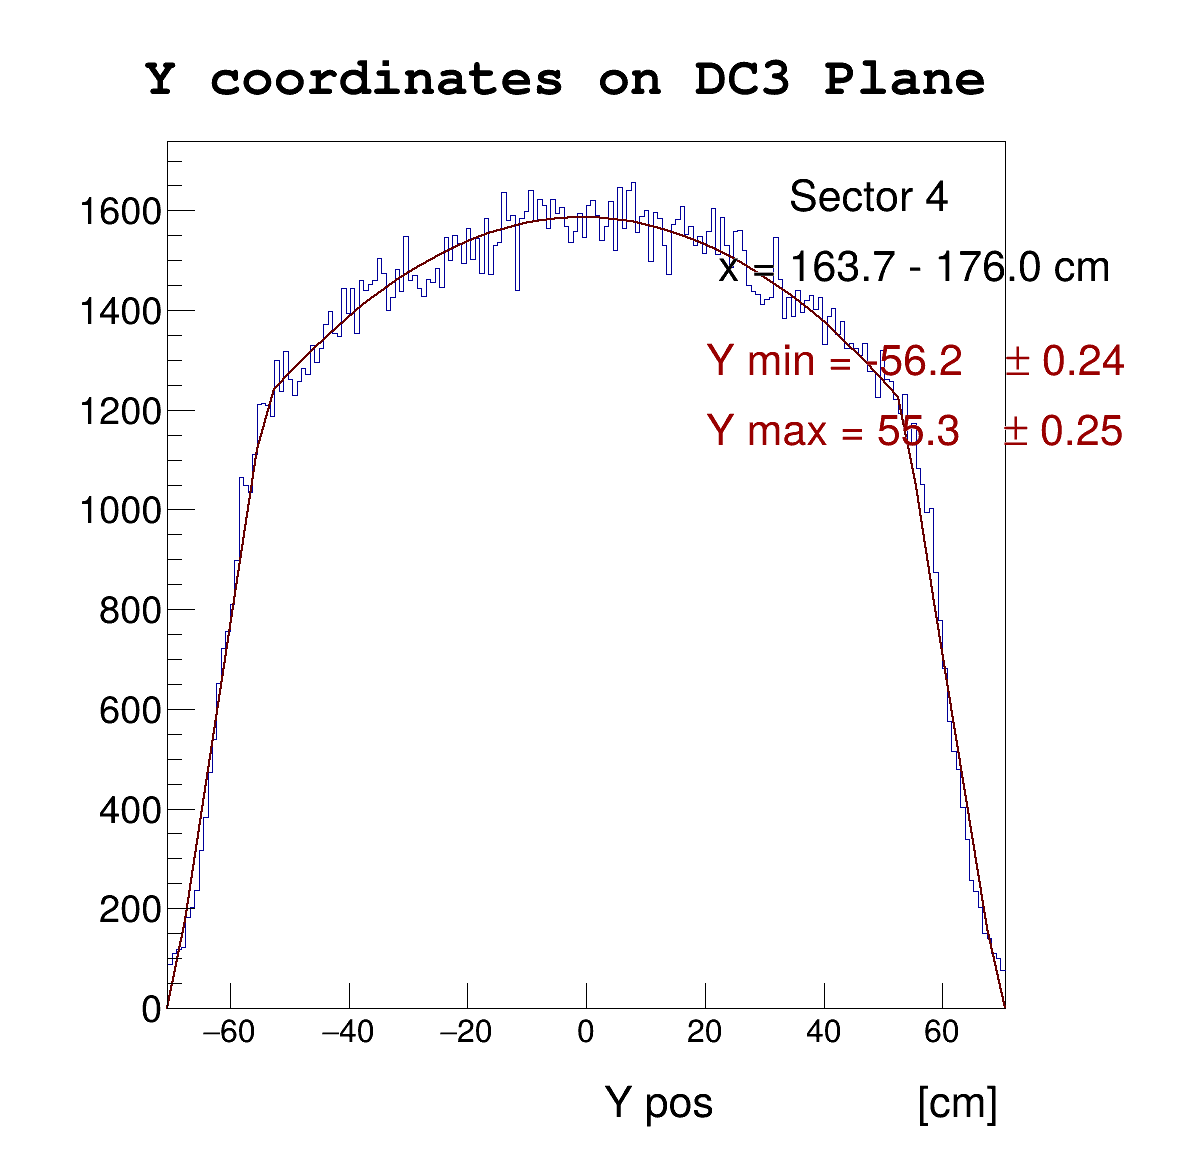 Y coordinates on DC3 Plane
Sector 4
x = 163.7 - 176.0 cm
Y min = -56.2 ± 0.24
Y max = 55.3 ± 0.25
1600
1400
1200
1000
800
600
400
200
0
−60 −40 −20 0 20 40 60
Y pos [cm]